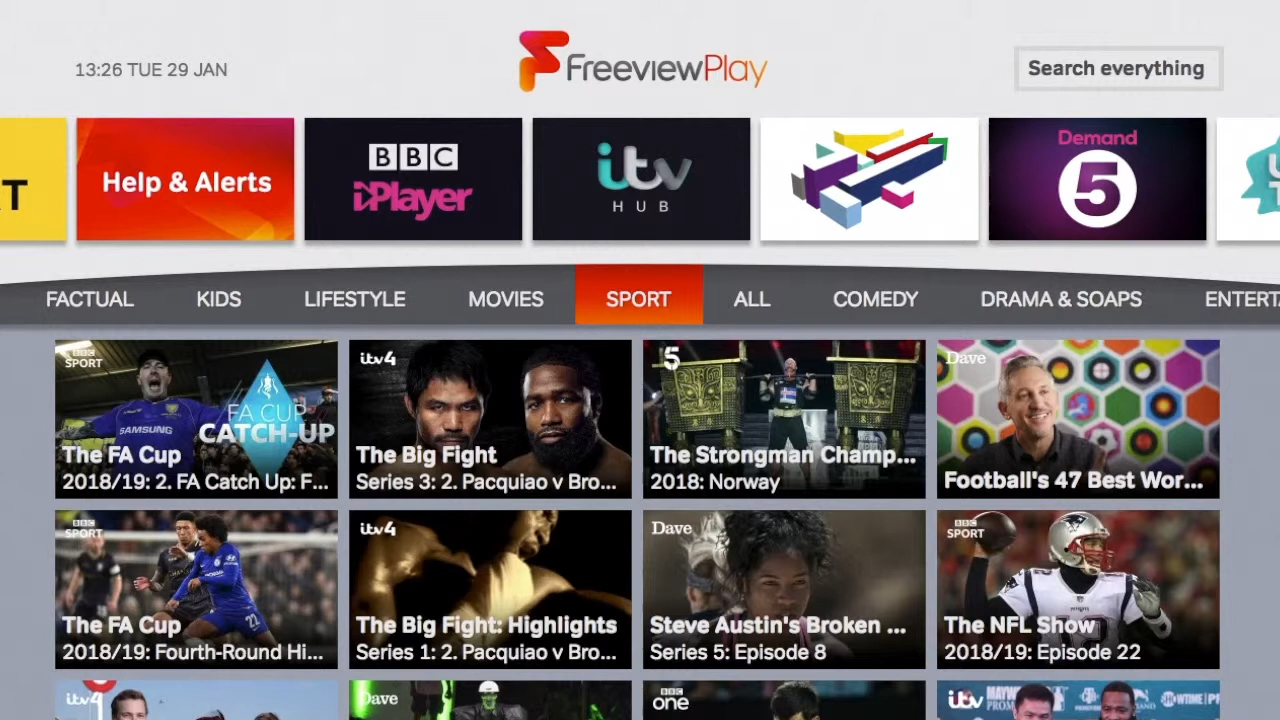 13:26 TUE 29 JAN
FreeviewPlay
Search everything
T
Help & Alerts
BBC
iPlayer
itv
HUB
Demand
5
FACTUAL
KIDS
LIFESTYLE
MOVIES
SPORT
ALL
COMEDY
DRAMA & SOAPS
ENTERTA
BBC
SPORT
SAMSUNG
FA CUP
CATCH-UP
The FA Cup
2018/19: 2. FA Catch Up: F...
itv4
The Big Fight
Series 3: 2. Pacquiao v Bro...
5
The Strongman Champ...
2018: Norway
Dave
Football's 47 Best Wor...
BBC
SPORT
22
The FA Cup
2018/19: Fourth-Round Hi...
itv4
The Big Fight: Highlights
Series 1: 2. Pacquiao v Bro...
Dave
Steve Austin's Broken ...
Series 5: Episode 8
BBC
SPORT
PATRIOTS
The NFL Show
2018/19: Episode 22
itv4
Dave
BBC
one
itv
SHOWTIME